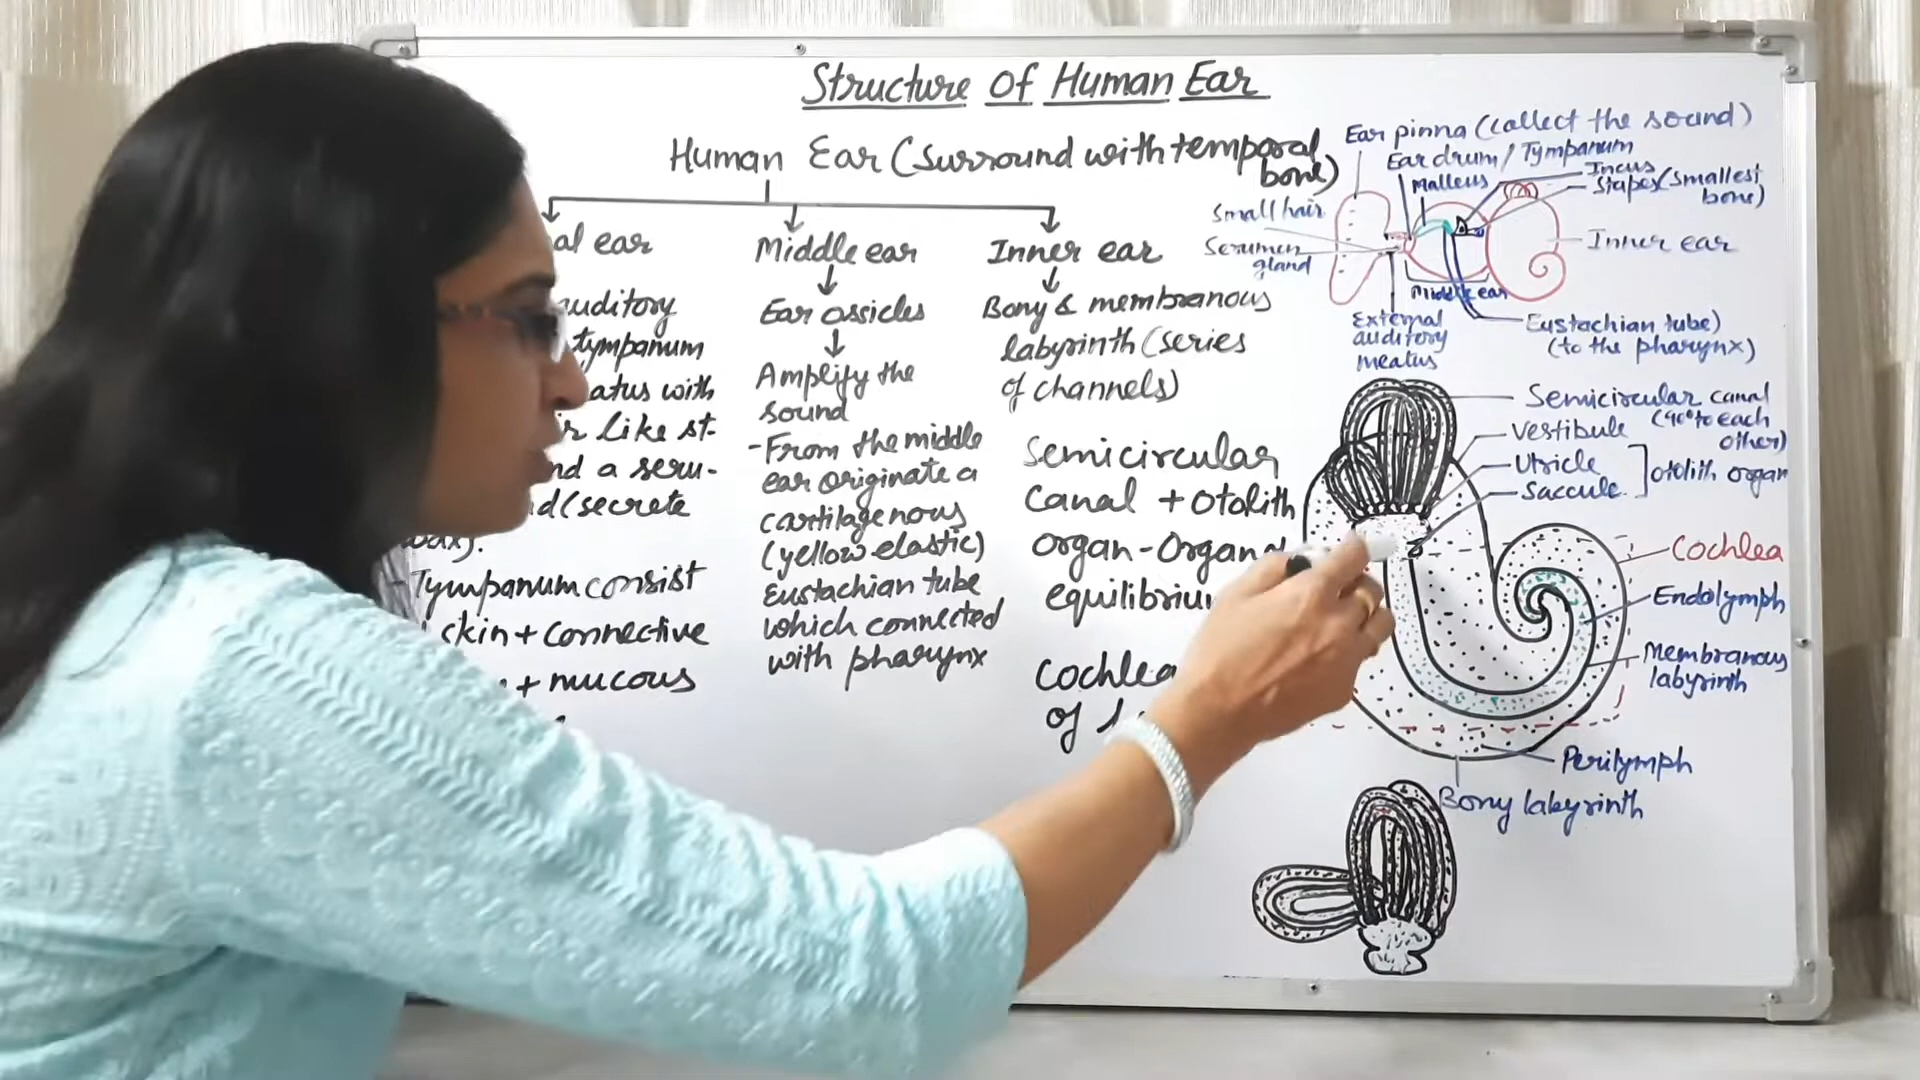 Structure Of Human Ear
Human Ear (Surround with temporal
bone)
al ear
auditory
tympanum
atus with
r like st-
nd a seru-
d (secrete
wax).
- Tympanum consist
skin + connective
+ mucous
Middle ear
Ear ossicles
Amplify the
sound
- From the middle
ear originate a
cartilagenous
(yellow elastic)
Eustachian tube
which connected
with pharynx
Inner ear
Bony & membranous
labyrinth (series
of channels)
Semicircular
Canal + Otolith
organ - Organ
equilibriu
Cochlea
of
Ear pinna (collect the sound)
Ear drum / Tympanum
Malleus
Incus
Stapes (smallest
bone)
Small hair
Serumen
gland
Inner ear
Middle ear
External
auditory
meatus
Eustachian tube)
(to the pharynx)
Semicircular canal
(90° to each
other)
Vestibule
Utricle
Saccule
otolith organ
Cochlea
Endolymph
Membranous
labyrinth
Perilymph
Bony labyrinth